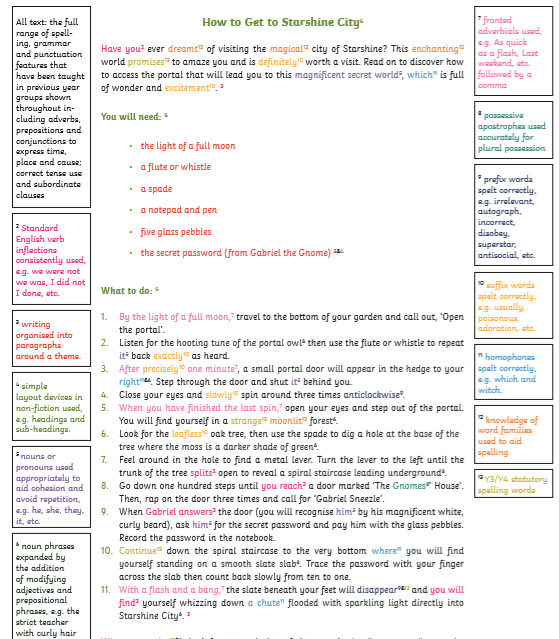 All text: the full
range of spell-
ing, grammar
and punctuation
features that
have been taught
in previous year
groups shown
throughout in-
cluding adverbs,
prepositions and
conjunctions to
express time,
place and cause;
correct tense use
and subordinate
clauses
2 Standard
English verb
inflections
consistently used,
e.g. we were not
we was, I did not
I done, etc.
3 writing
organised into
paragraphs
around a theme.
4 simple
layout devices in
non-fiction used,
e.g. headings and
sub-headings.
5 nouns or
pronouns used
appropriately to
aid cohesion and
avoid repetition,
e.g. he, she, they,
it, etc.
6 noun phrases
expanded by
the addition
of modifying
adjectives and
prepositional
phrases, e.g. the
strict teacher
with curly hair
How to Get to Starshine City4
Have you2 ever dreamt12 of visiting the magical12 city of Starshine? This enchanting12
world promises13 to amaze you and is definitely10 worth a visit. Read on to discover how
to access the portal that will lead you to this magnificent secret world5, which11 is full
of wonder and excitement10. 3
You will need: 4
• the light of a full moon
• a flute or whistle
• a spade
• a notepad and pen
• five glass pebbles
• the secret password (from Gabriel the Gnome) 3&4
What to do: 4
1. By the light of a full moon,7 travel to the bottom of your garden and call out, 'Open
the portal'.
2. Listen for the hooting tune of the portal owl6 then use the flute or whistle to repeat
it5 back exactly10 as heard.
3. After precisely10 one minute7, a small portal door will appear in the hedge to your
right11&6. Step through the door and shut it5 behind you.
4. Close your eyes and slowly10 spin around three times anticlockwise9.
5. When you have finished the last spin,7 open your eyes and step out of the portal.
You will find yourself in a strange13 moonlit12 forest6.
6. Look for the leafless10 oak tree, then use the spade to dig a hole at the base of the
tree where the moss is a darker shade of green6.
7. Feel around in the hole to find a metal lever. Turn the lever to the left until the
trunk of the tree splits2 open to reveal a spiral staircase leading underground6.
8. Go down one hundred steps until you reach2 a door marked 'The Gnomes8' House'.
Then, rap on the door three times and call for 'Gabriel Sneezle'.
9. When Gabriel answers2 the door (you will recognise him5 by his magnificent white,
curly beard), ask him5 for the secret password and pay him with the glass pebbles.
Record the password in the notebook.
10. Continue13 down the spiral staircase to the very bottom where11 you will find
yourself standing on a smooth slate slab6. Trace the password with your finger
across the slab then count back slowly from ten to one.
11. With a flash and a bang,7 the slate beneath your feet will disappear9&13 and you will
find2 yourself whizzing down a chute11 flooded with sparkling light directly into
Starshine City6. 3
7 fronted
adverbials used,
e.g. As quick
as a flash, Last
weekend, etc.
followed by a
comma
8 possessive
apostrophes used
accurately for
plural possession
9 prefix words
spelt correctly,
e.g. irrelevant,
autograph,
incorrect,
disobey,
superstar,
antisocial, etc.
10 suffix words
spelt correctly,
e.g. usually,
poisonous,
adoration, etc.
11 homophones
spelt correctly,
e.g. which and
witch.
12 knowledge of
word families
used to aid
spelling
13 Y3/Y4 statutory
spelling words